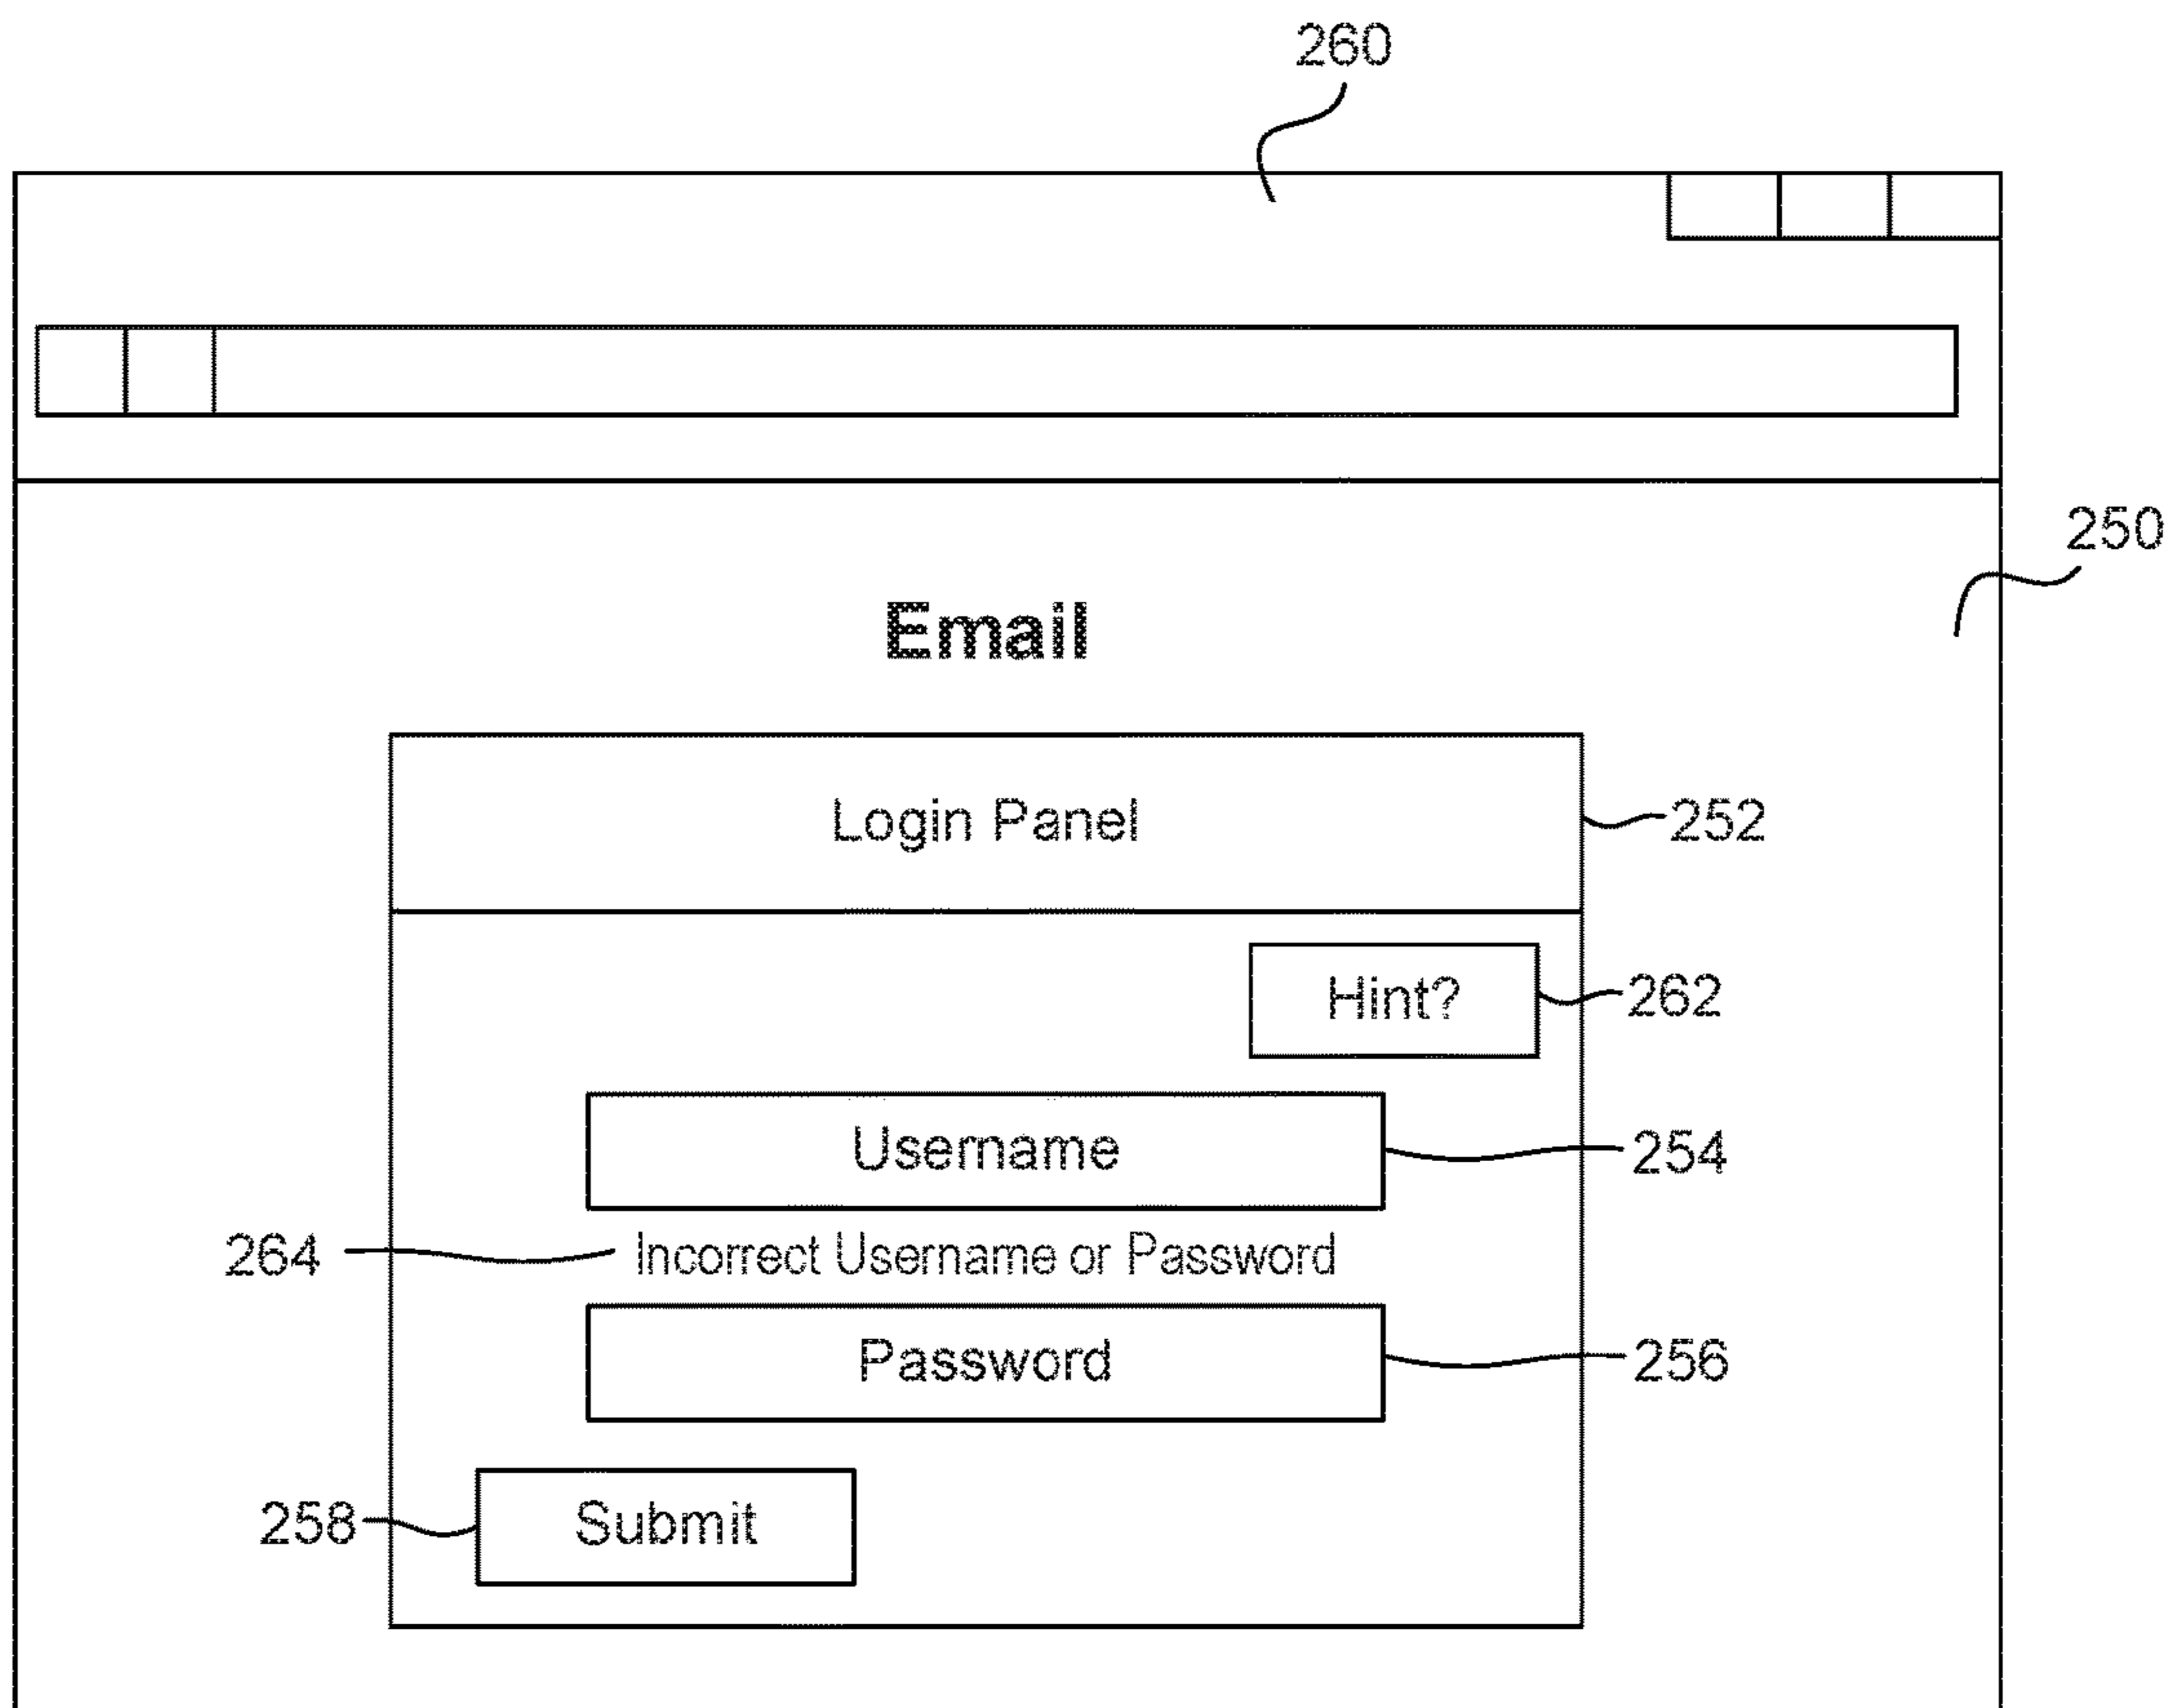 260
250
Email
Login Panel
252
Hint?
262
Username
254
264
Incorrect Username or Password
Password
256
258
Submit